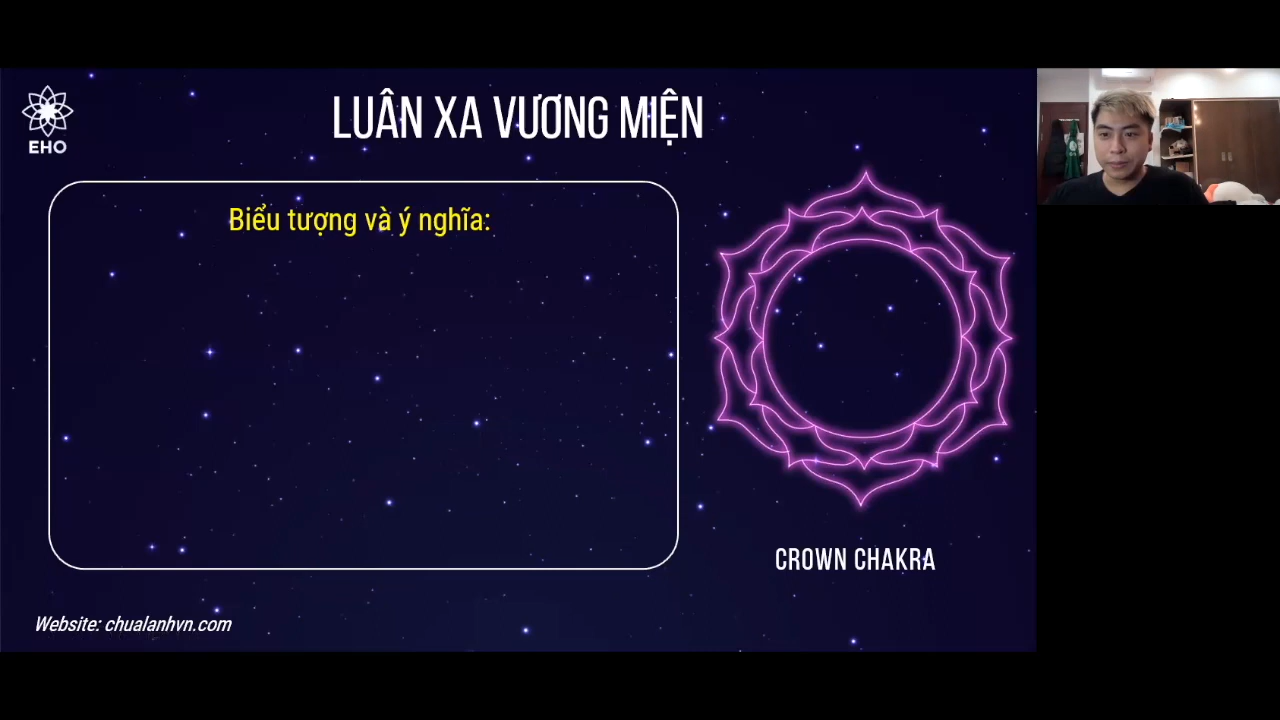 EHO
LUÂN XA VƯƠNG MIỆN
Biểu tượng và ý nghĩa:
CROWN CHAKRA
Website: chualanhvn.com